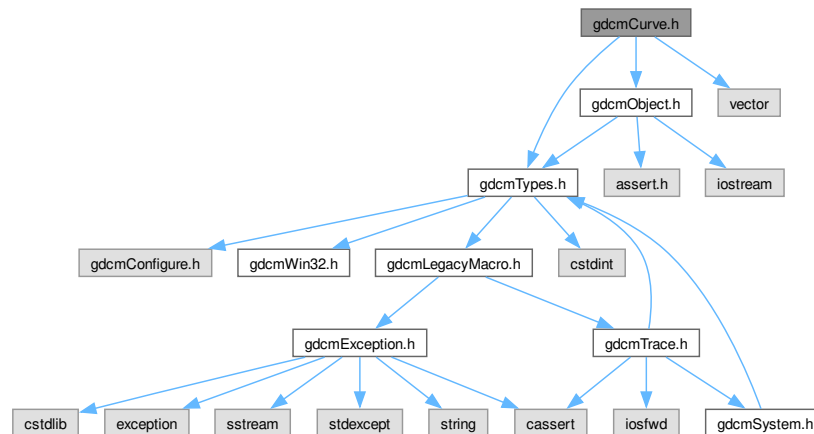 gdcmCurve.h
gdcmObject.h
vector
gdcmTypes.h
assert.h
iostream
gdcmConfigure.h
gdcmWin32.h
gdcmLegacyMacro.h
cstdint
gdcmException.h
gdcmTrace.h
cstdlib
exception
sstream
stdexcept
string
cassert
iosfwd
gdcmSystem.h